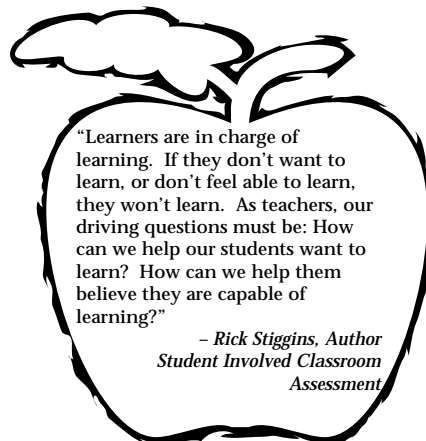 “Learners are in charge of
learning.  If they don’t want to
learn, or don’t feel able to learn,
they won’t learn.  As teachers, our
driving questions must be: How
can we help our students want to
learn?  How can we help them
believe they are capable of
learning?”
– Rick Stiggins, Author
Student Involved Classroom
Assessment